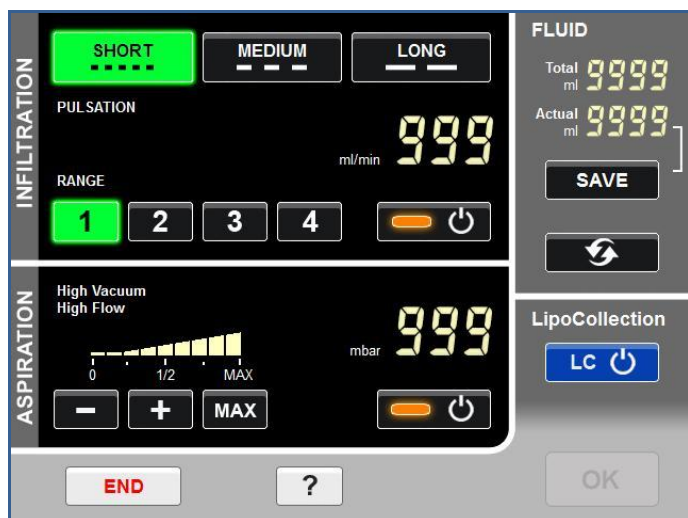 INFILTRATION
SHORT
MEDIUM
LONG
PULSATION
ml/min 999
RANGE
1 2 3 4
FLUID
Total ml 9999
Actual ml 9999
SAVE
ASPIRATION
High Vacuum
High Flow
0 1/2 MAX
mbar 999
− + MAX
LipoCollection
LC
END
?
OK